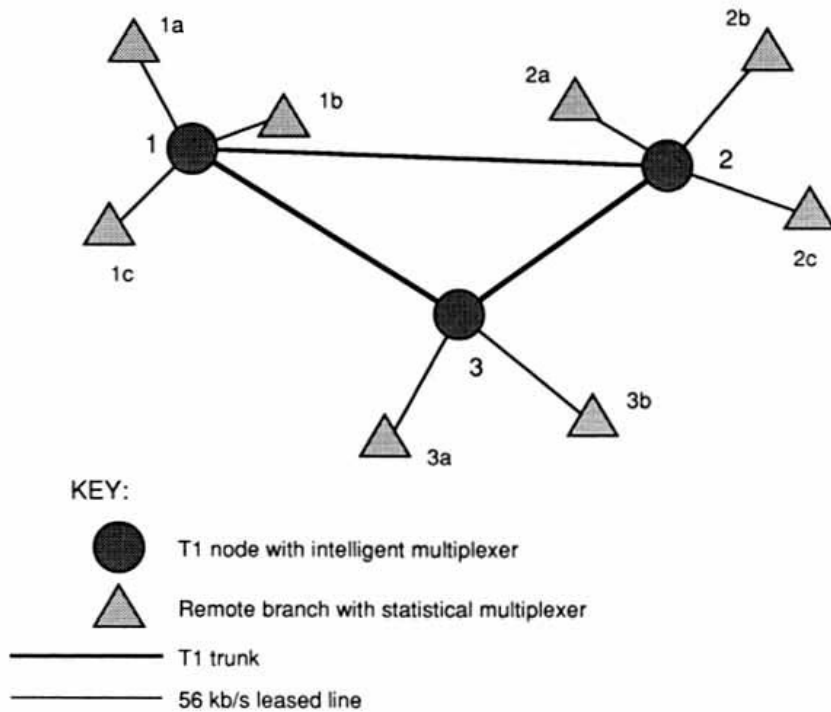 1a
2b
2a
1b
1
2
1c
2c
3
3b
3a
KEY:
T1 node with intelligent multiplexer
Remote branch with statistical multiplexer
T1 trunk
56 kb/s leased line